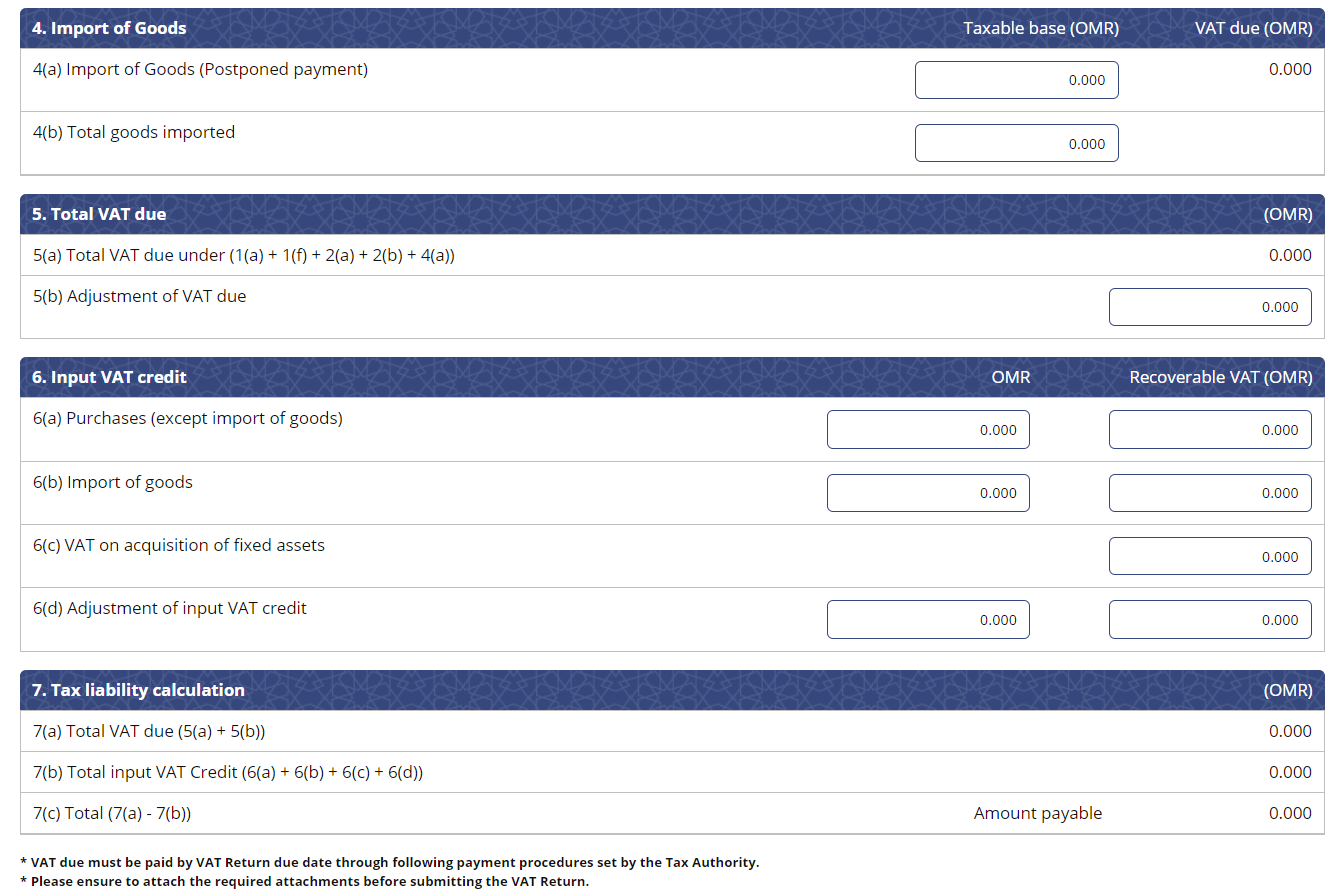 4. Import of Goods Taxable base (OMR) VAT due (OMR)
4(a) Import of Goods (Postponed payment) 0.000 0.000
4(b) Total goods imported 0.000
5. Total VAT due (OMR)
5(a) Total VAT due under (1(a) + 1(f) + 2(a) + 2(b) + 4(a)) 0.000
5(b) Adjustment of VAT due 0.000
6. Input VAT credit OMR Recoverable VAT (OMR)
6(a) Purchases (except import of goods) 0.000 0.000
6(b) Import of goods 0.000 0.000
6(c) VAT on acquisition of fixed assets 0.000
6(d) Adjustment of input VAT credit 0.000 0.000
7. Tax liability calculation (OMR)
7(a) Total VAT due (5(a) + 5(b)) 0.000
7(b) Total input VAT Credit (6(a) + 6(b) + 6(c) + 6(d)) 0.000
7(c) Total (7(a) - 7(b)) Amount payable 0.000
* VAT due must be paid by VAT Return due date through following payment procedures set by the Tax Authority.
* Please ensure to attach the required attachments before submitting the VAT Return.